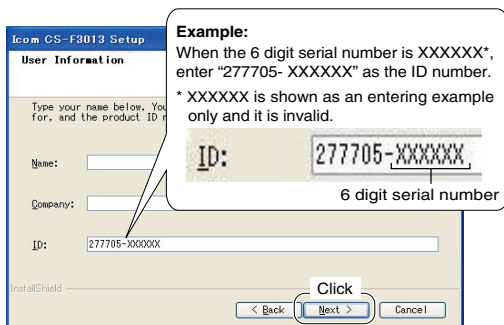 Icom CS-F3013 Setup
User Information
Type your name below. You
for, and the product ID n
Name:
Company:
ID:
277705-XXXXXX
InstallShield
< Back
Next >
Cancel
Click
Example:
When the 6 digit serial number is XXXXXX*,
enter “277705- XXXXXX” as the ID number.
* XXXXXX is shown as an entering example
only and it is invalid.
ID:
277705-XXXXXX
6 digit serial number